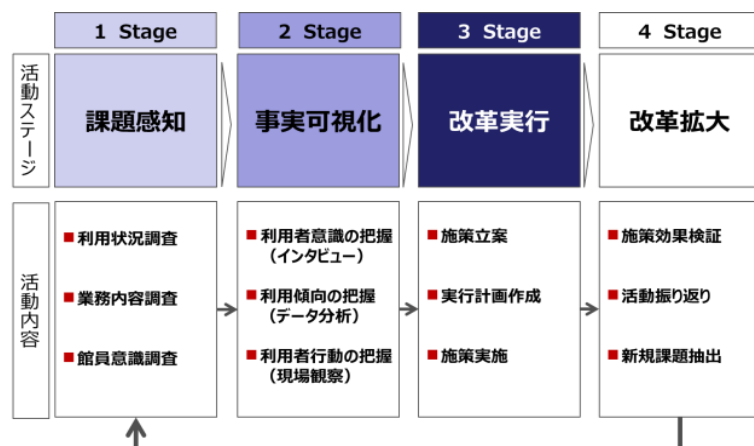 1 Stage
2 Stage
3 Stage
4 Stage
活動ステージ
課題感知
事実可視化
改革実行
改革拡大
活動内容
■利用状況調査
■業務内容調査
■館員意識調査
■利用者意識の把握
(インタビュー)
■利用傾向の把握
(データ分析)
■利用者行動の把握
(現場観察)
■施策立案
■実行計画作成
■施策実施
■施策効果検証
■活動振り返り
■新規課題抽出